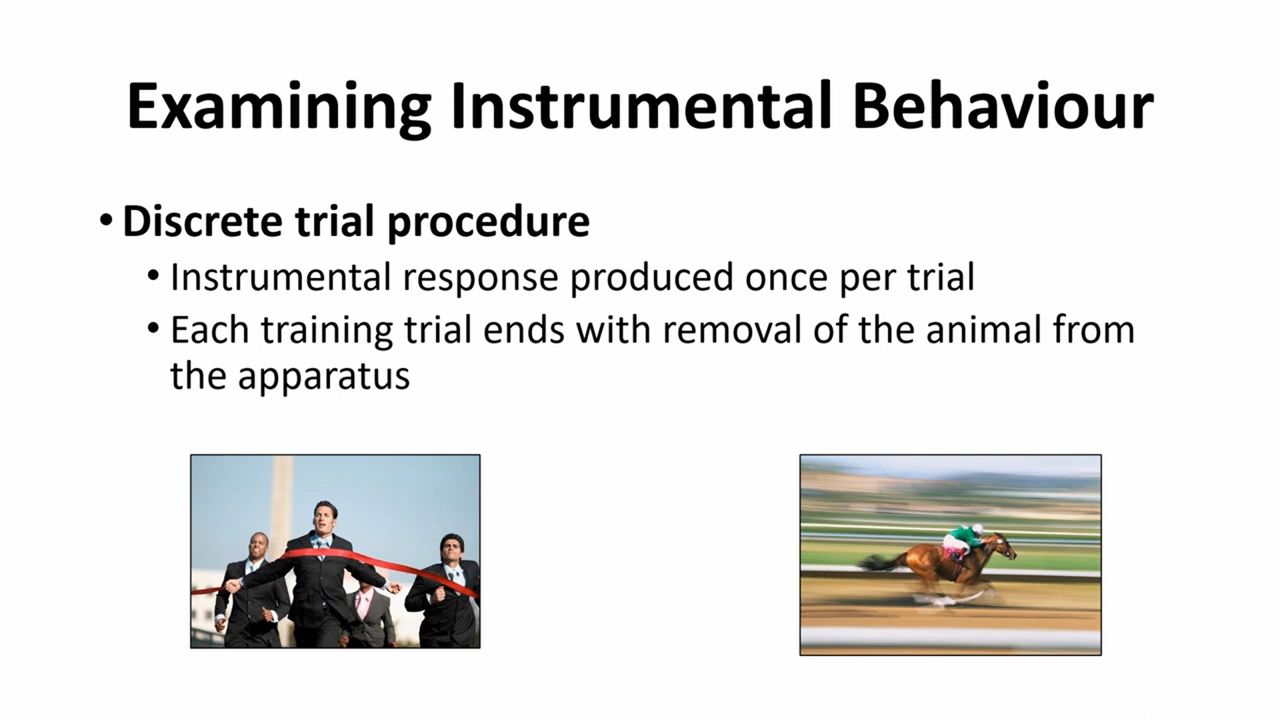 Examining Instrumental Behaviour
• Discrete trial procedure
• Instrumental response produced once per trial
• Each training trial ends with removal of the animal from
the apparatus